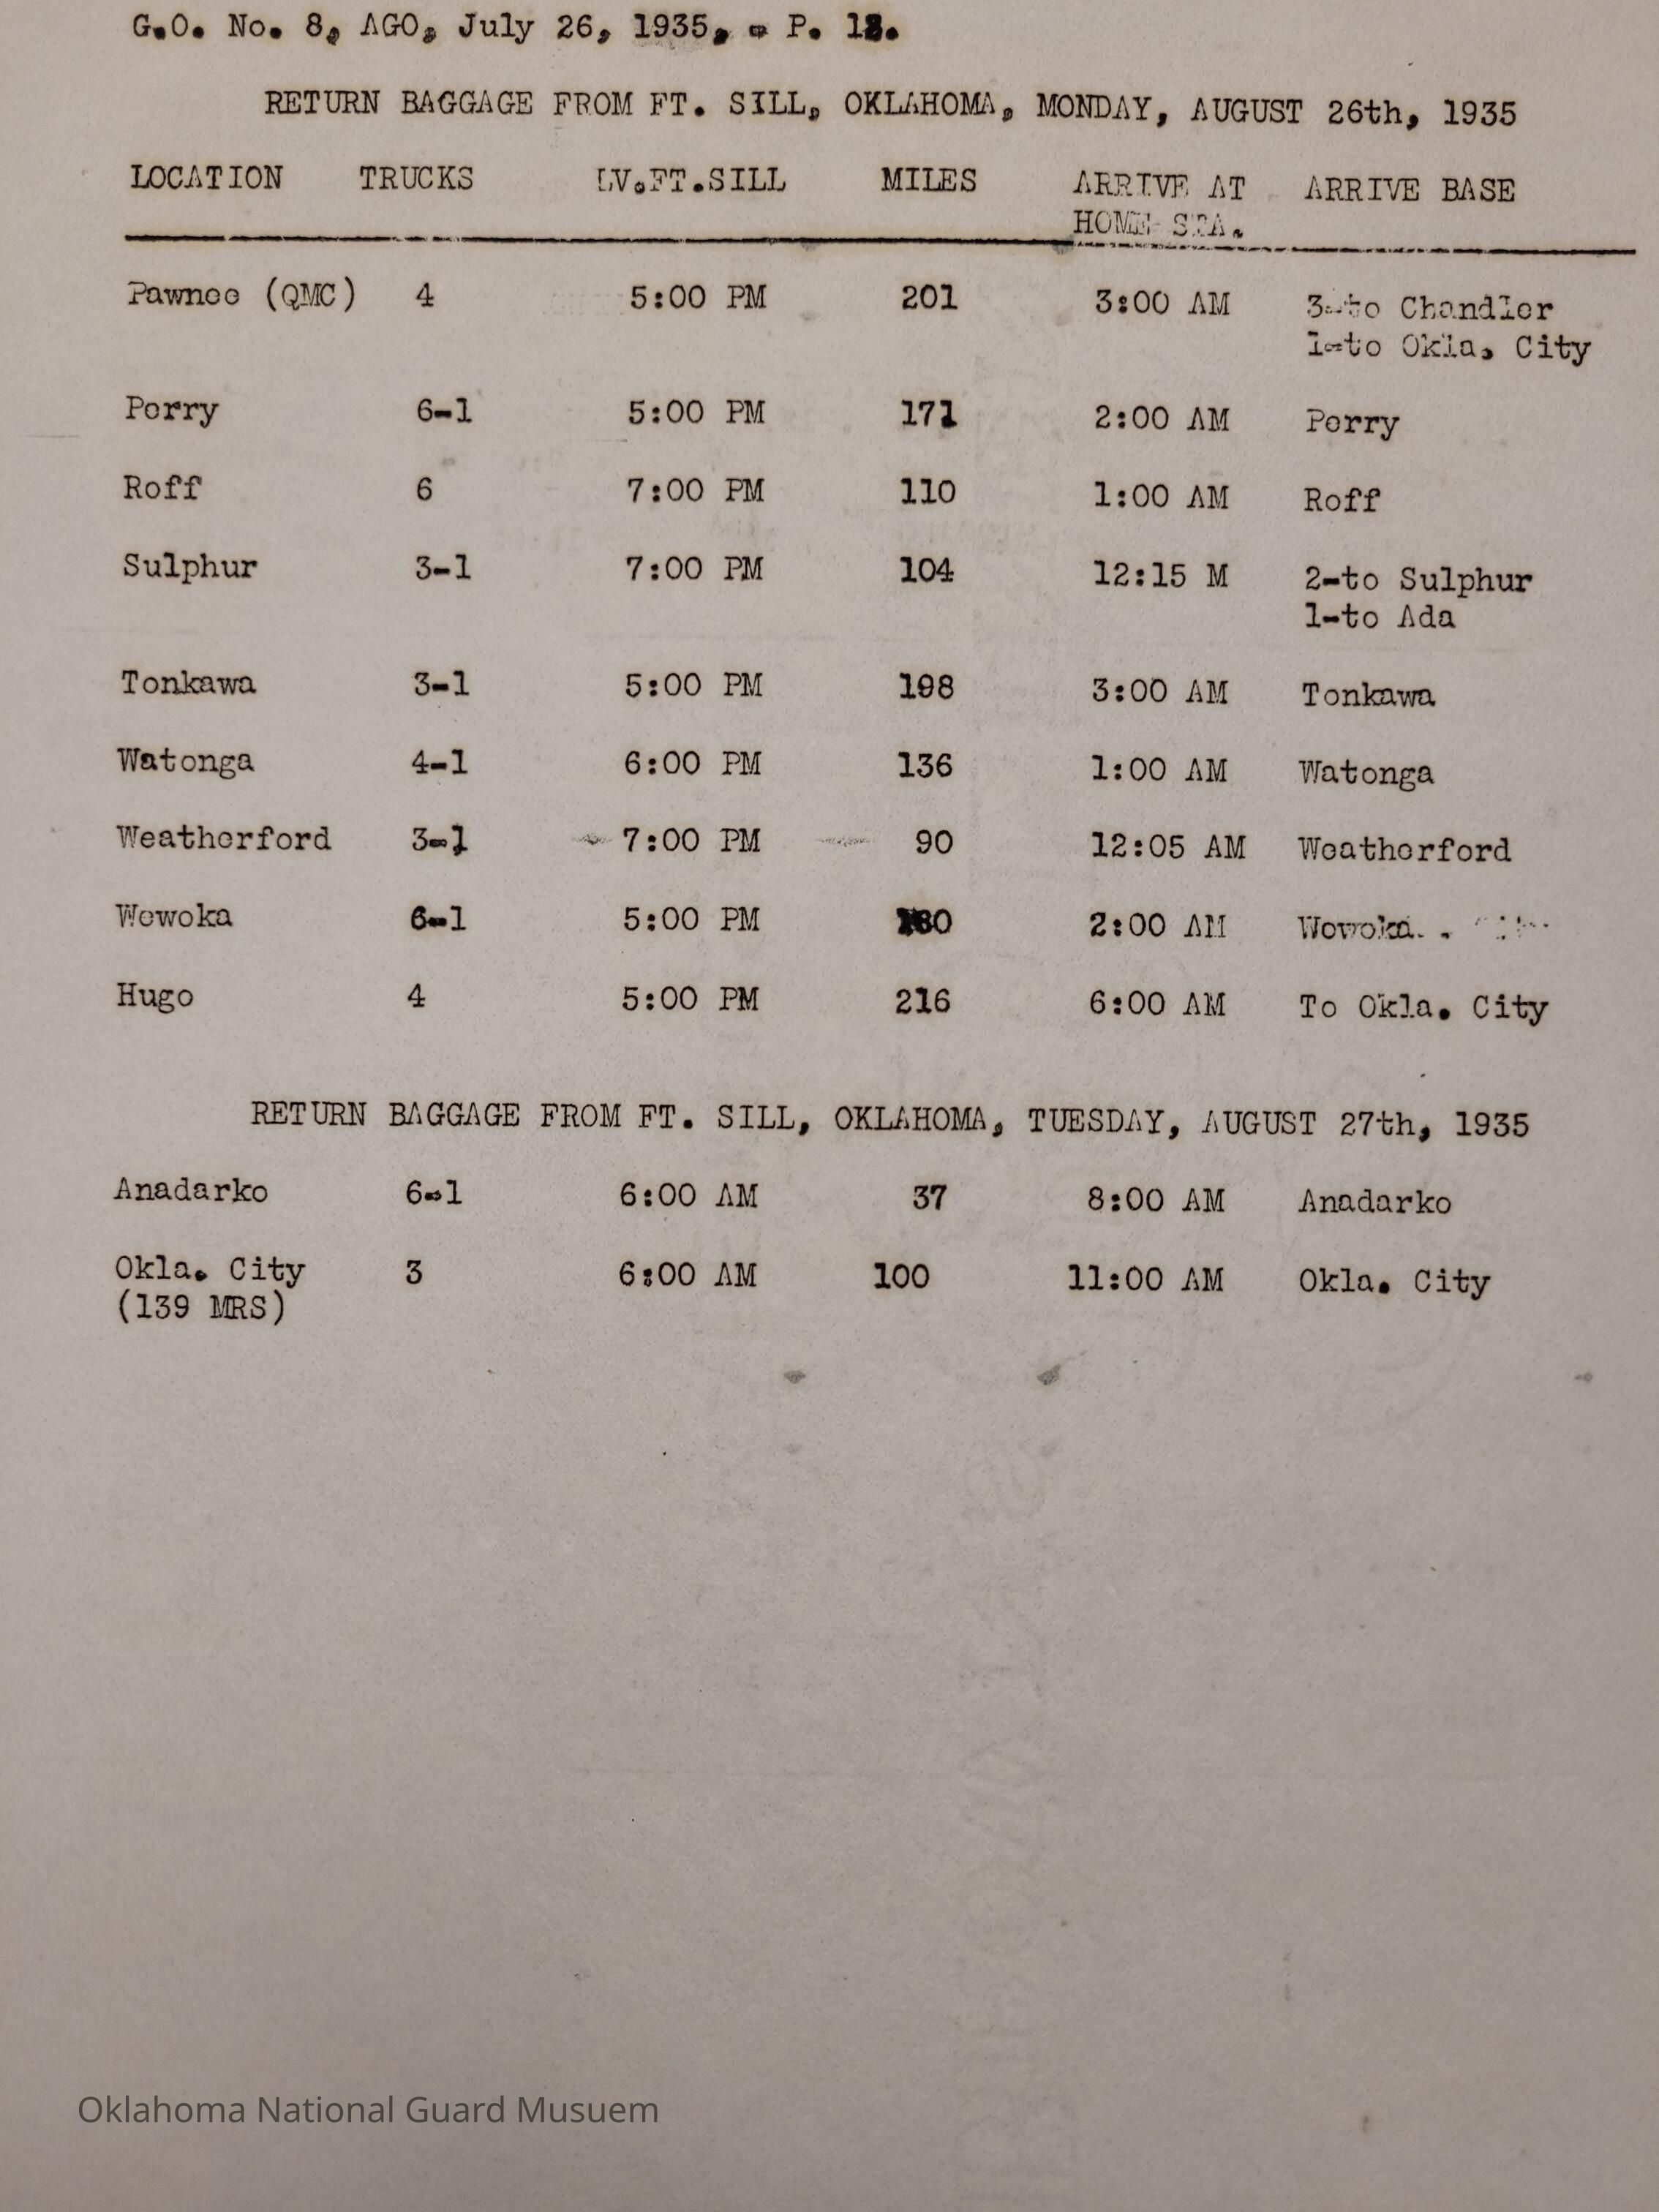 G.O. No. 8, AGO, July 26, 1935, - P.
RETURN BAGGAGE FROM FT. SILL, OKLAHOMA, MONDAY, AUGUST 26th, 1935
LOCATION TRUCKS LV.FT.SILL MILES ARRIVE AT ARRIVE BASE
HOME STA.
Pawnee (QMC) 4 5:00 PM 201 3:00 AM 3-to Chandler
1-to Okla. City
Perry 6-1 5:00 PM 171 2:00 AM Perry
Roff 6 7:00 PM 110 1:00 AM Roff
Sulphur 3-1 7:00 PM 104 12:15 M 2-to Sulphur
1-to Ada
Tonkawa 3-1 5:00 PM 198 3:00 AM Tonkawa
Watonga 4-1 6:00 PM 136 1:00 AM Watonga
Weatherford 3-1 7:00 PM 90 12:05 AM Weatherford
Wewoka 6-1 5:00 PM 2:00 AM Wewoka
Hugo 4 5:00 PM 216 6:00 AM To Okla. City
RETURN BAGGAGE FROM FT. SILL, OKLAHOMA, TUESDAY, AUGUST 27th, 1935
Anadarko 6-1 6:00 AM 37 8:00 AM Anadarko
Okla. City 3 6:00 AM 100 11:00 AM Okla. City
(139 MRS)
Oklahoma National Guard Musuem